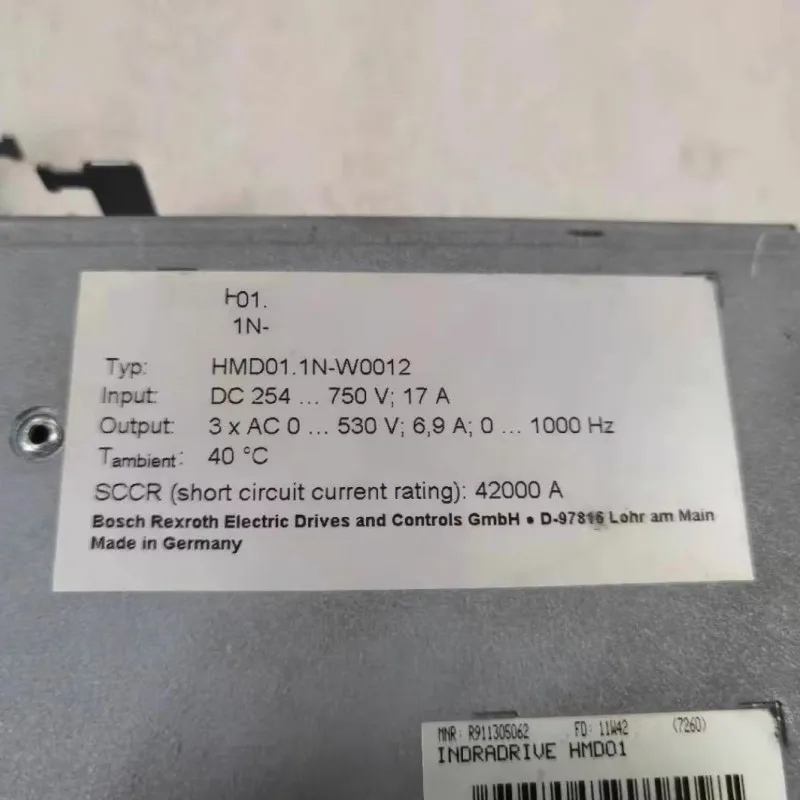 H01.
1N-
Typ: HMD01.1N-W0012
Input: DC 254 ... 750 V; 17 A
Output: 3 x AC 0 ... 530 V; 6,9 A; 0 ... 1000 Hz
Tambient: 40 °C
SCCR (short circuit current rating): 42000 A
Bosch Rexroth Electric Drives and Controls GmbH • D-97816 Lohr am Main
Made in Germany
MNR: R911305062 FD: 11W42 (7260)
INDRADRIVE HMD01